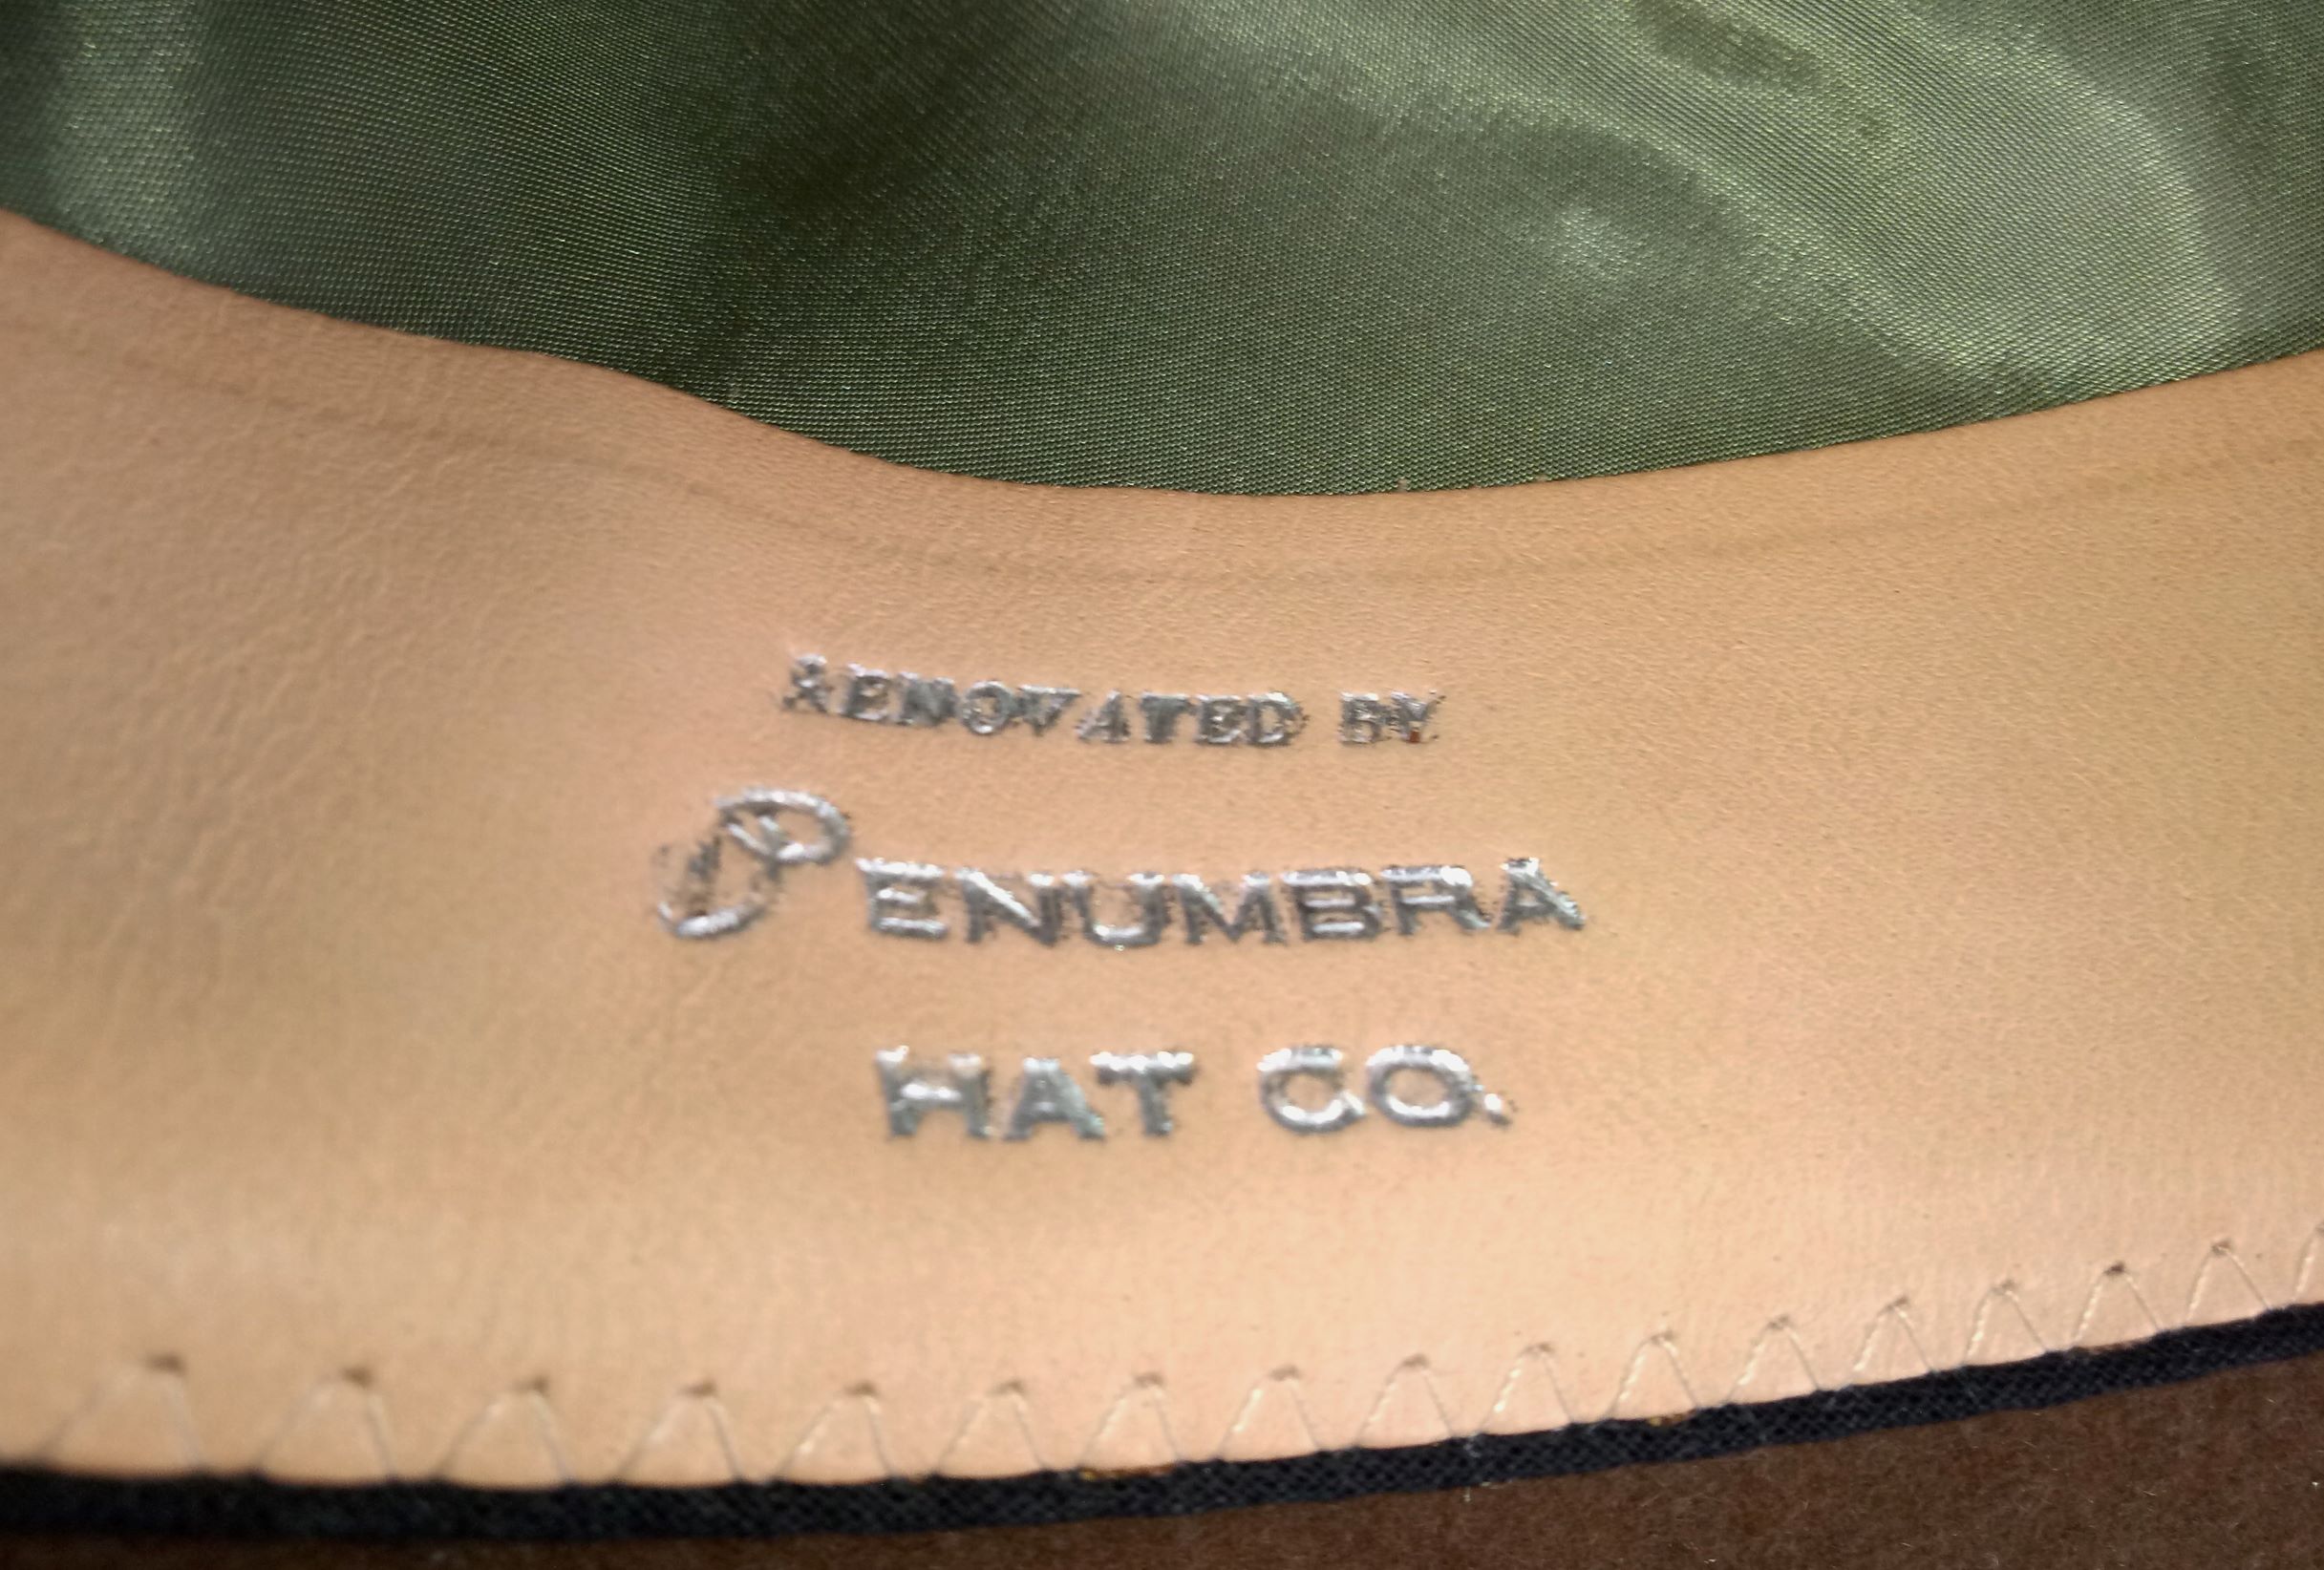 RENOVATED BY
PENUMBRA
HAT CO.